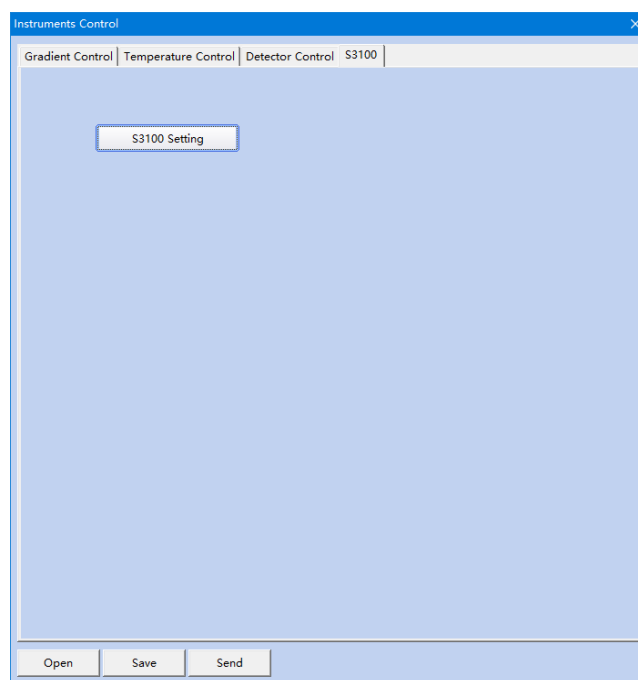 Instruments Control
Gradient Control Temperature Control Detector Control S3100
S3100 Setting
Open Save Send